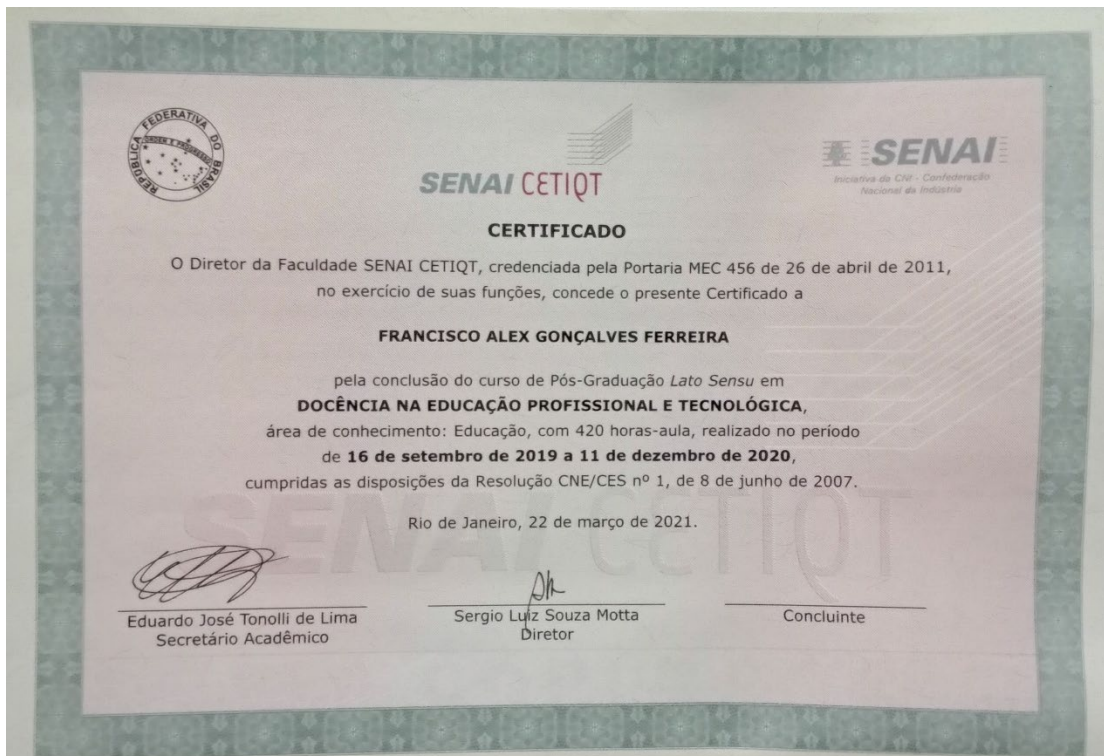 REPÚBLICA FEDERATIVA DO BRASIL
ORDEM E PROGRESSO
SENAI CETIQT
SENAI
Iniciativa da CNI - Confederação
Nacional da Indústria
CERTIFICADO
O Diretor da Faculdade SENAI CETIQT, credenciada pela Portaria MEC 456 de 26 de abril de 2011,
no exercício de suas funções, concede o presente Certificado a
FRANCISCO ALEX GONÇALVES FERREIRA
pela conclusão do curso de Pós-Graduação Lato Sensu em
DOCÊNCIA NA EDUCAÇÃO PROFISSIONAL E TECNOLÓGICA,
área de conhecimento: Educação, com 420 horas-aula, realizado no período
de 16 de setembro de 2019 a 11 de dezembro de 2020,
cumpridas as disposições da Resolução CNE/CES nº 1, de 8 de junho de 2007.
SENAI CETIQT
Rio de Janeiro, 22 de março de 2021.
Eduardo José Tonolli de Lima
Secretário Acadêmico
Sergio Luiz Souza Motta
Diretor
Concluinte